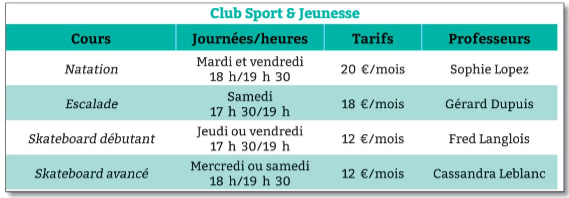 Club Sport & Jeunesse
Cours Journées/heures Tarifs Professeurs
Natation Mardi et vendredi 18 h/19 h 30 20 €/mois Sophie Lopez
Escalade Samedi 17 h 30/19 h 18 €/mois Gérard Dupuis
Skateboard débutant Jeudi ou vendredi 17 h 30/19 h 12 €/mois Fred Langlois
Skateboard avancé Mercredi ou samedi 18 h/19 h 30 12 €/mois Cassandra Leblanc